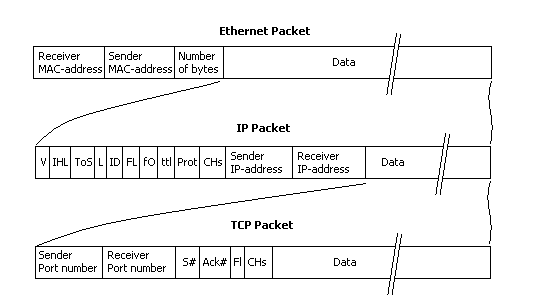 Ethernet Packet
Receiver MAC-address Sender MAC-address Number of bytes Data
IP Packet
V IHL ToS L ID FL fO ttl Prot CHs Sender IP-address Receiver IP-address Data
TCP Packet
Sender Port number Receiver Port number S# Ack# Fl CHs Data